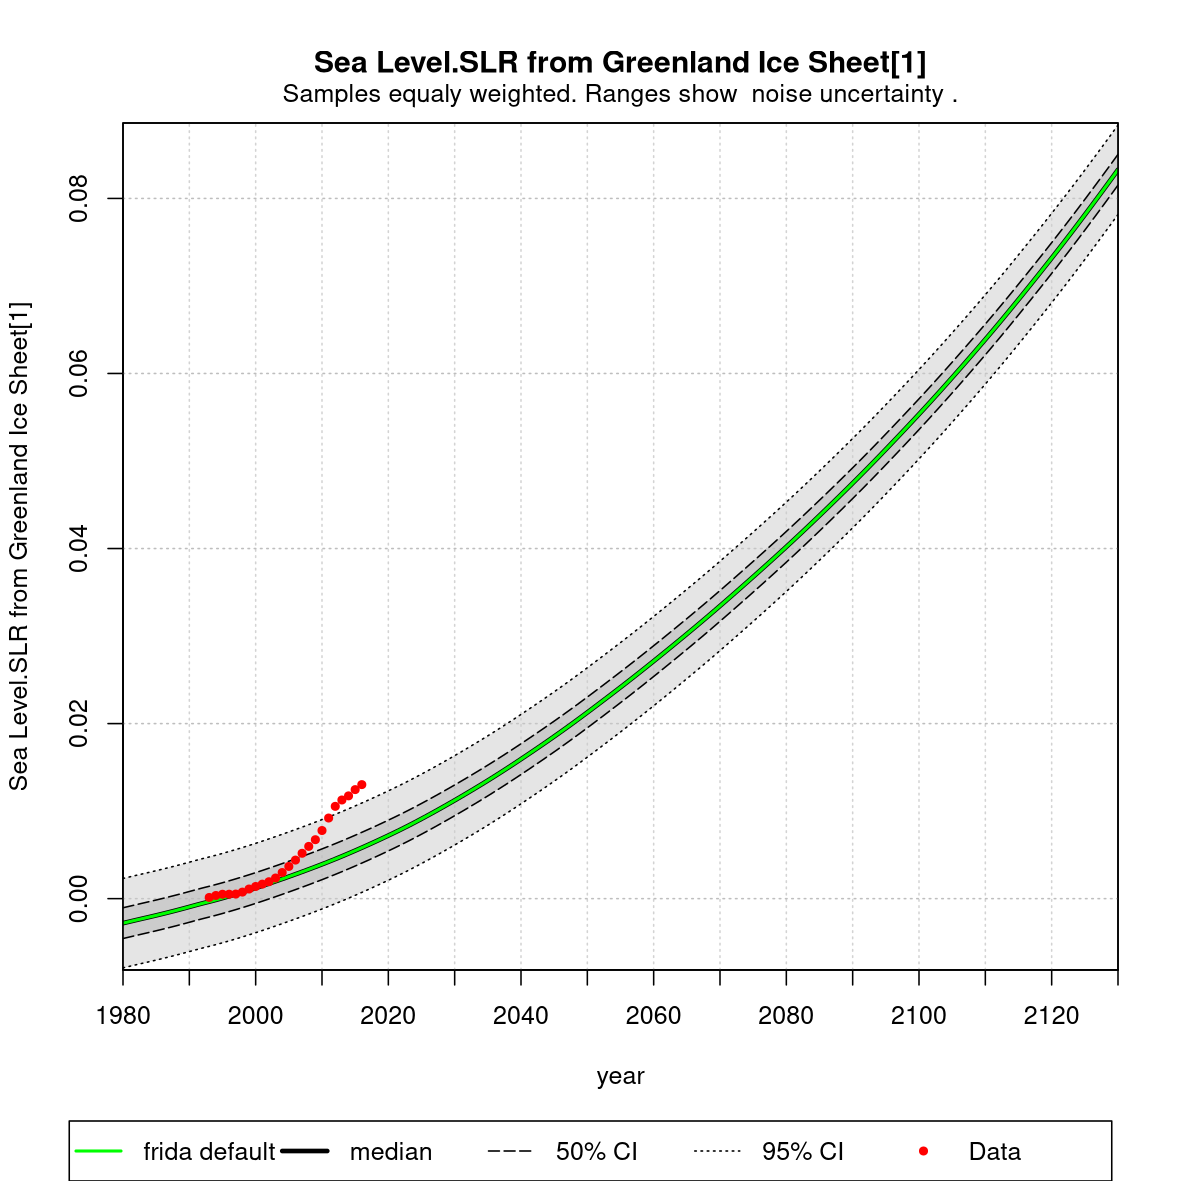 Sea Level.SLR from Greenland Ice Sheet[1]
Samples equaly weighted. Ranges show  noise uncertainty .
Sea Level.SLR from Greenland Ice Sheet[1]
0.08
0.06
0.04
0.02
0.00
1980 2000 2020 2040 2060 2080 2100 2120
year
frida default median 50% CI 95% CI Data